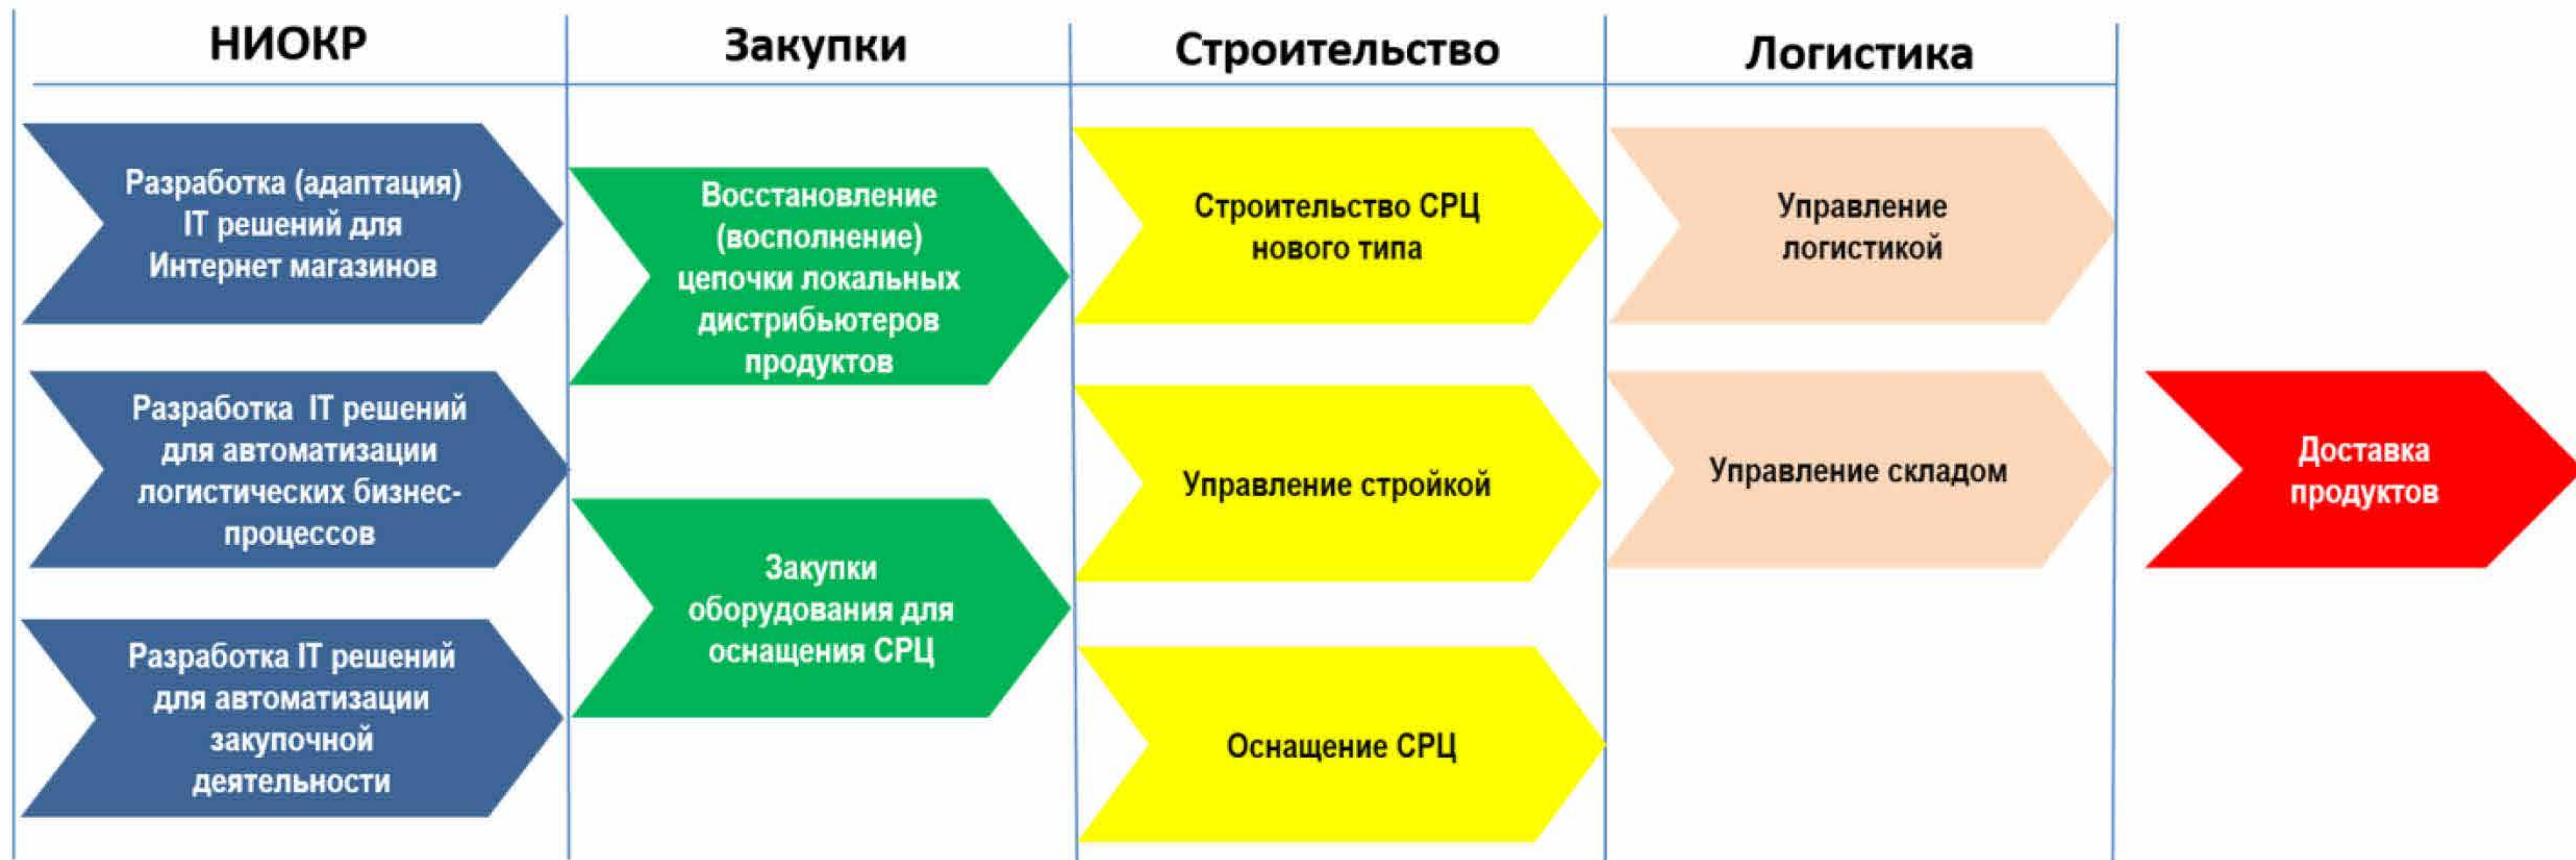 НИОКР
Разработка (адаптация)
IT решений для
Интернет магазинов
Разработка IT решений
для автоматизации
логистических бизнес-
процессов
Разработка IT решений
для автоматизации
закупочной
деятельности
Закупки
Восстановление
(восполнение)
цепочки локальных
дистрибьютеров
продуктов
Закупки
оборудования для
оснащения СРЦ
Строительство
Строительство СРЦ
нового типа
Управление стройкой
Оснащение СРЦ
Логистика
Управление
логистикой
Управление складом
Доставка
продуктов